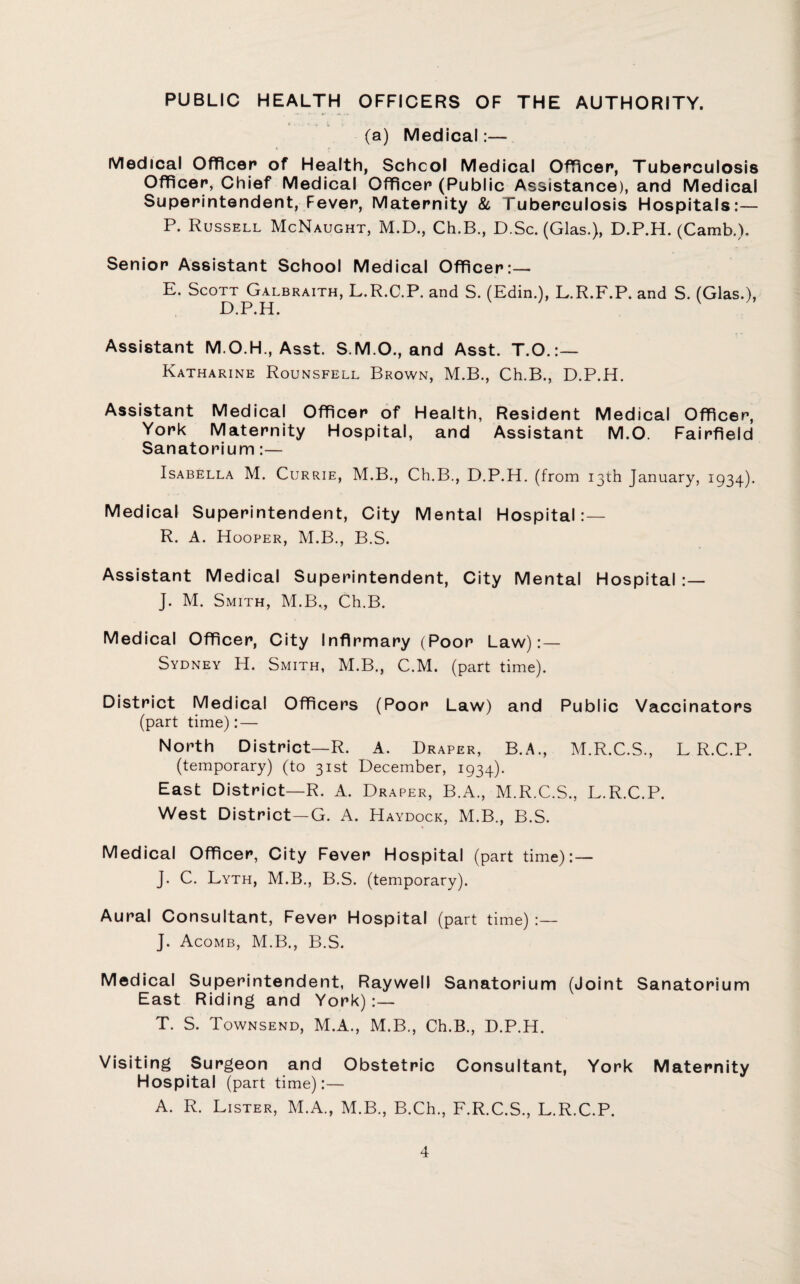 PUBLIC HEALTH OFFICERS OF THE AUTHORITY.
(a) Medical:—
Medical Officer of Health, School Medical Officer, Tuberculosis
Officer, Chief Medical Officer (Public Assistance), and Medical
Superintendent, Fever, Maternity & Tuberculosis Hospitals:—
P. Russell McNaught, M.D., Ch.B., D.Sc. (Glas.), D.P.H. (Camb.).
Senior Assistant School Medical Officer:—
E. Scott Galbraith, L.R.C.P. and S. (Edin.), L.R.F.P. and S. (Glas.),
D.P.H.
Assistant M.O.H., Asst. S.M.O., and Asst. T.O.:—
Katharine Rounsfell Brown, M.B., Ch.B., D.P.H.
Assistant Medical Officer of Health, Resident Medical Officer,
York Maternity Hospital, and Assistant M.O. Fairfield
Sanatorium:—
Isabella M. Currie, M.B., Ch.B., D.P.H. (from 13th January, 1934).
Medical Superintendent, City Mental Hospital:—
R. A. Hooper, M.B., B.S.
Assistant Medical Superintendent, City Mental Hospital:—
J. M. Smith, M.B., Ch.B.
Medical Officer, City Infirmary (Poor Law):—
Sydney H. Smith, M.B., C.M. (part time).
District Medical Officers (Poor Law) and Public Vaccinators
(part time):—
North District—R. A. Draper, B.A., M.R.C.S., L R.C.P.
(temporary) (to 31st December, 1934).
East District—R. A. Draper, B.A., M.R.C.S., L.R.C.P.
West District—G. A. Haydock, M.B., B.S.
Medical Officer, City Fever Hospital (part time):—
J. C. Lyth, M.B., B.S. (temporary).
Aural Consultant, Fever Hospital (part time):—
J. Acomb, M.B., B.S.
Medical Superintendent, Raywell Sanatorium (Joint Sanatorium
East Riding and York):—
T. S. Townsend, M.A., M.B., Ch.B., D.P.H.
Visiting Surgeon and Obstetric Consultant, York Maternity
Hospital (part time):—
A. R. Lister, M.A., M.B., B.Ch., F.R.C.S., L.R.C.P.
4